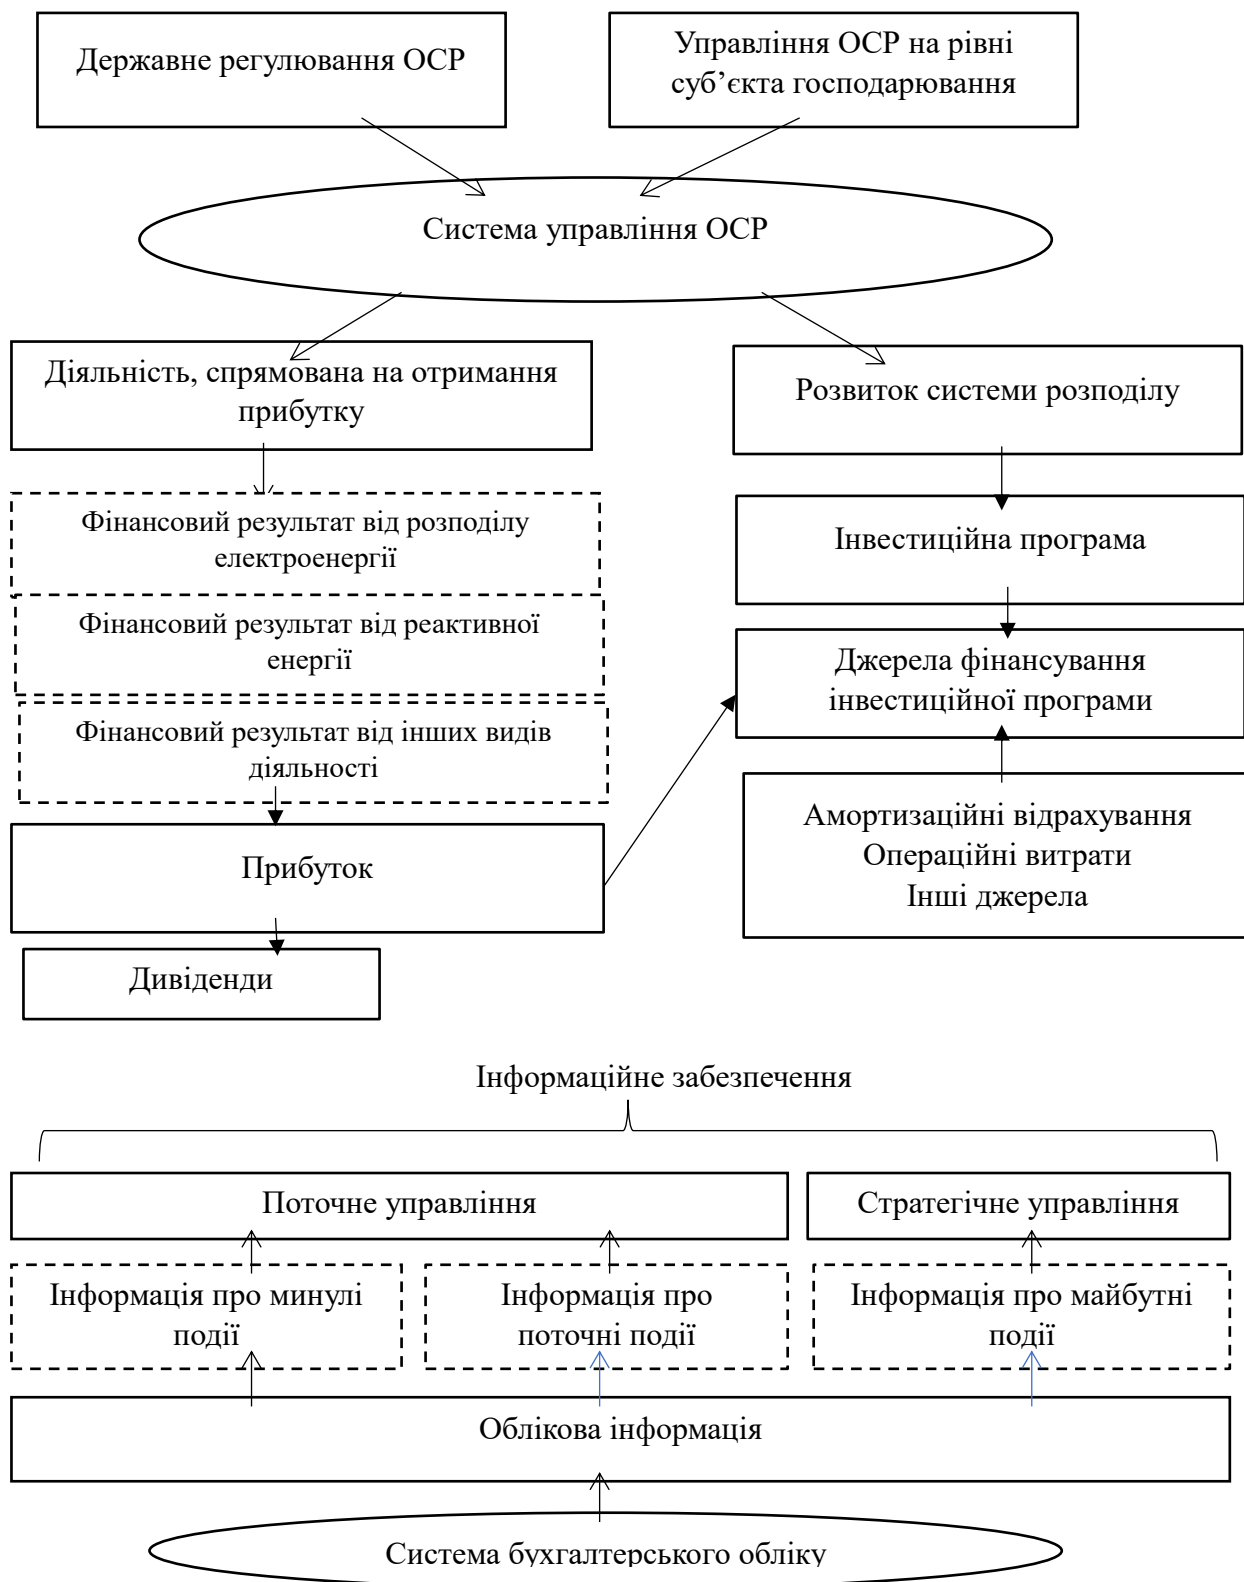 Державне регулювання ОСР
Управління ОСР на рівні
суб’єкта господарювання
Система управління ОСР
Діяльність, спрямована на отримання
прибутку
Розвиток системи розподілу
Фінансовий результат від розподілу
електроенергії
Інвестиційна програма
Фінансовий результат від реактивної
енергії
Джерела фінансування
інвестиційної програми
Фінансовий результат від інших видів
діяльності
Амортизаційні відрахування
Операційні витрати
Інші джерела
Прибуток
Дивіденди
Інформаційне забезпечення
Поточне управління
Стратегічне управління
Інформація про минулі
події
Інформація про
поточні події
Інформація про майбутні
події
Облікова інформація
Система бухгалтерського обліку